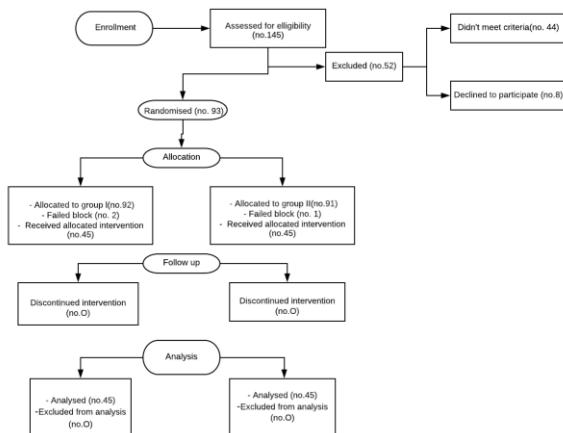 Enrollment
Assessed for elligibility
(no.145)
Didn't meet criteria(no. 44)
Excluded (no.52)
Declined to participate (no.8)
Randomised (no. 93)
Allocation
- Allocated to group I(no.92)
- Failed block (no. 2)
- Received allocated intervention
(no.45)
- Allocated to group II(no.91)
- Failed block (no. 1)
- Received allocated intervention
(no.45)
Follow up
Discontinued intervention
(no.O)
Discontinued intervention
(no.O)
Analysis
- Analysed (no.45)
-Excluded from analysis
(no.O)
- Analysed (no.45)
-Excluded from analysis
(no.O)